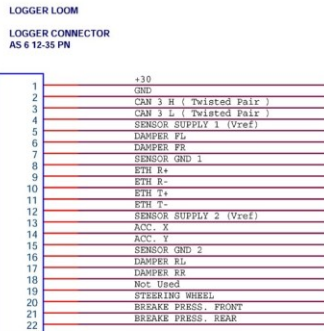 LOGGER LOOM
LOGGER CONNECTOR
AS 6 12-35 PN
1 +30
2 GND
3 CAN 3 H ( Twisted Pair )
4 CAN 3 L ( Twisted Pair )
5 SENSOR SUPPLY 1 (Vref)
6 DAMPER FL
7 DAMPER FR
8 SENSOR GND 1
9 ETH R+
10 ETH R-
11 ETH T+
12 ETH T-
13 SENSOR SUPPLY 2 (Vref)
14 ACC. X
15 ACC. Y
16 SENSOR GND 2
17 DAMPER RL
18 DAMPER RR
19 Not Used
20 STEERING WHEEL
21 BREAKE PRESS. FRONT
22 BREAKE PRESS. REAR